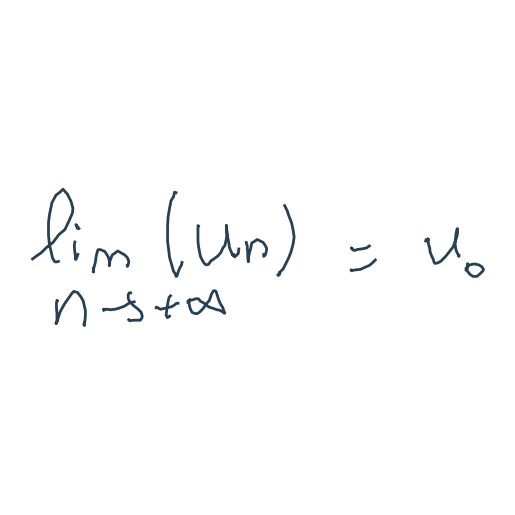 lim (Un) = u₀
n→+∞